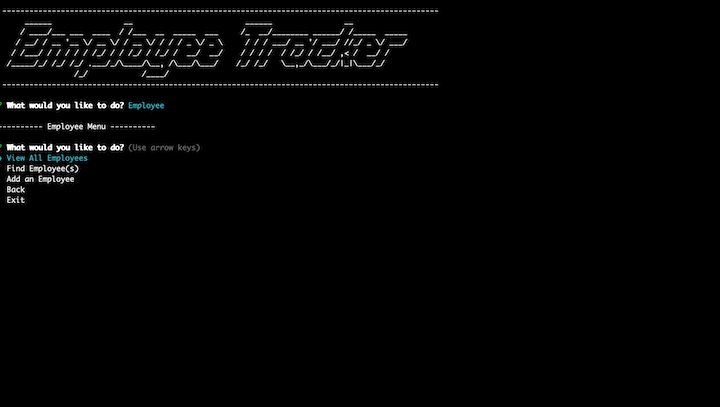 Employee Tracker
? What would you like to do? Employee
---------- Employee Menu ----------
? What would you like to do? (Use arrow keys)
View All Employees
Find Employee(s)
Add an Employee
Back
Exit